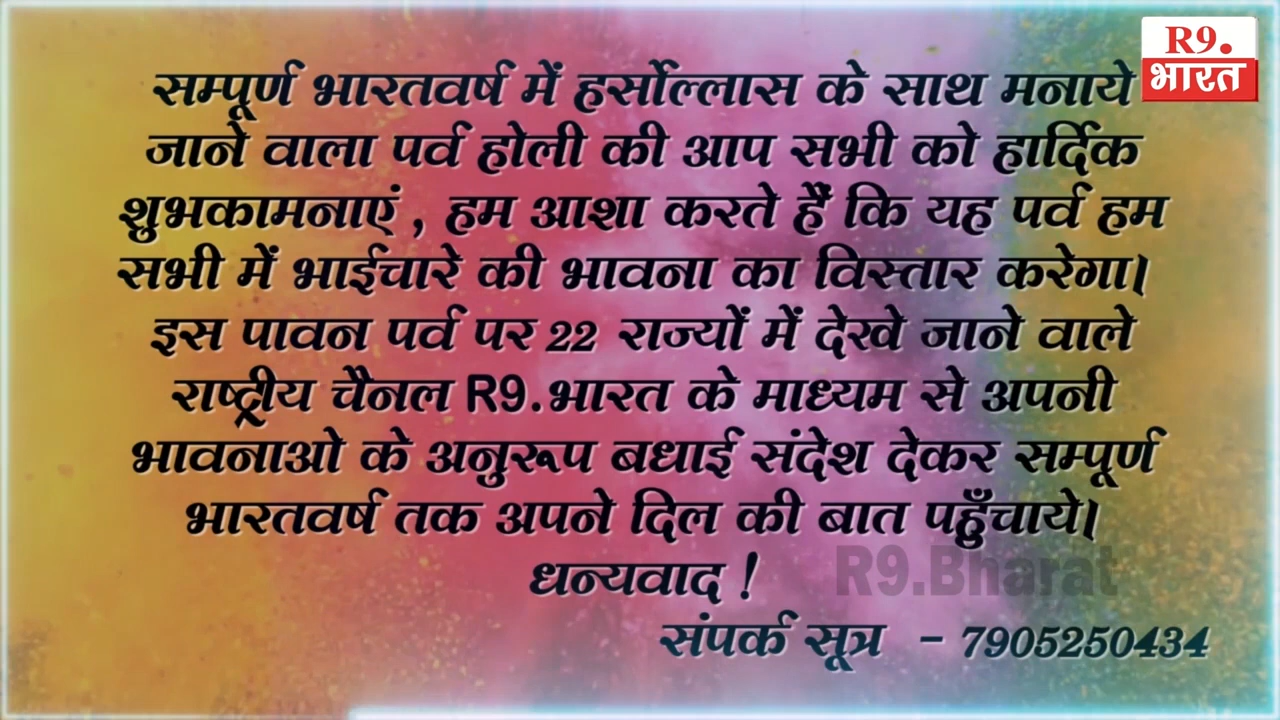 R9.
भारत
सम्पूर्ण भारतवर्ष में हर्सोल्लास के साथ मनाये
जाने वाला पर्व होली की आप सभी को हार्दिक
शुभकामनाएं , हम आशा करते हैं कि यह पर्व हम
सभी में भाईचारे की भावना का विस्तार करेगा।
इस पावन पर्व पर 22 राज्यों में देखे जाने वाले
राष्ट्रीय चैनल R9.भारत के माध्यम से अपनी
भावनाओ के अनुरूप बधाई संदेश देकर सम्पूर्ण
भारतवर्ष तक अपने दिल की बात पहुँचाये।
धन्यवाद !
R9.Bharat
संपर्क सूत्र - 7905250434